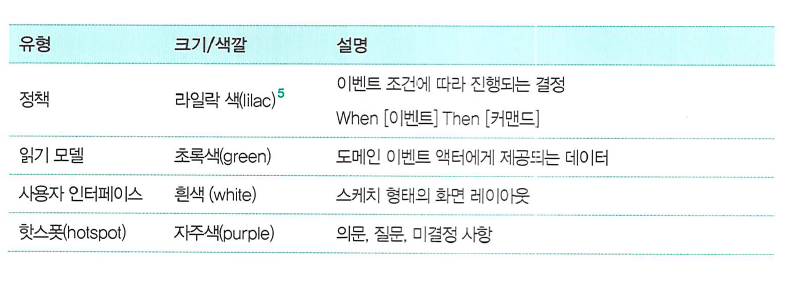 유형 크기/색깔 설명
정책 라일락 색(lilac)5 이벤트 조건에 따라 진행되는 결정
When [이벤트] Then [커맨드]
읽기 모델 초록색(green) 도메인 이벤트 액터에게 제공되는 데이터
사용자 인터페이스 흰색 (white) 스케치 형태의 화면 레이아웃
핫스폿(hotspot) 자주색(purple) 의문, 질문, 미결정 사항